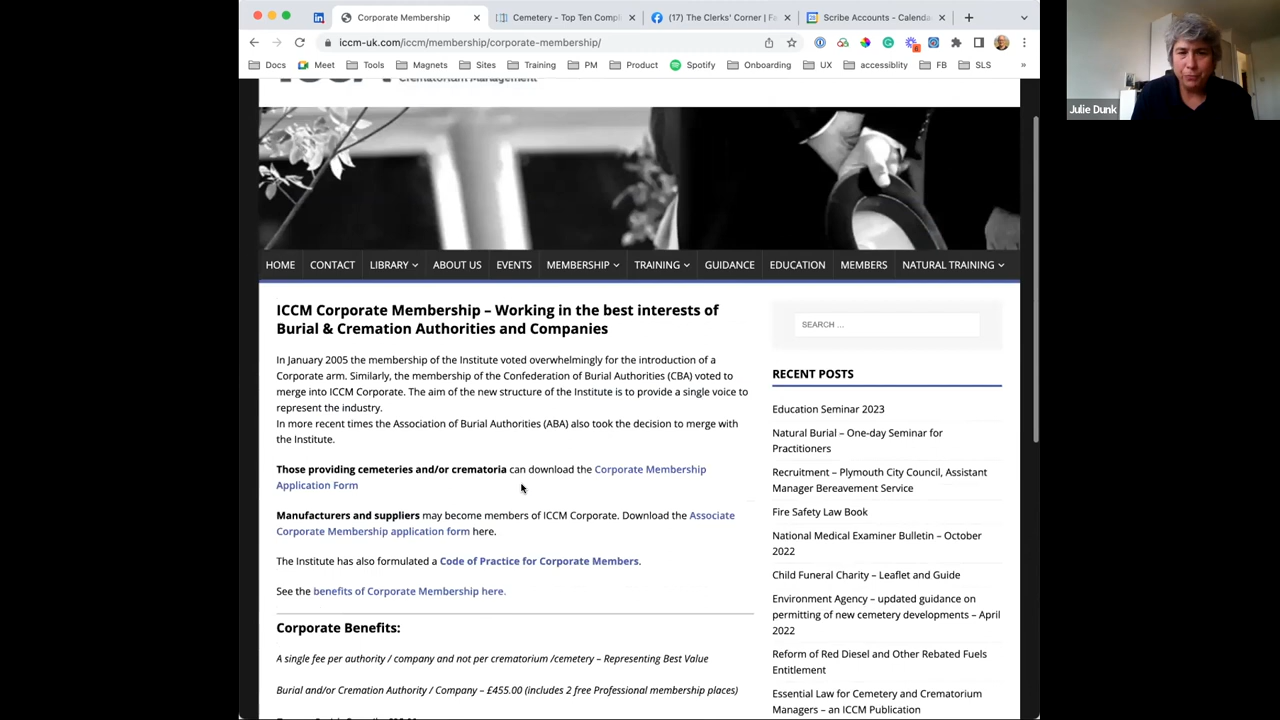 Corporate Membership
Cemetery - Top Ten Compl
(17) The Clerks' Corner | Fa
Scribe Accounts - Calenda
iccm-uk.com/iccm/membership/corporate-membership/
Docs
Meet
Tools
Magnets
Sites
Training
PM
Product
Spotify
Onboarding
UX
accessiblity
FB
SLS
»
Julie Dunk
Crematorium Management
HOME
CONTACT
LIBRARY
ABOUT US
EVENTS
MEMBERSHIP
TRAINING
GUIDANCE
EDUCATION
MEMBERS
NATURAL TRAINING
ICCM Corporate Membership – Working in the best interests of
Burial & Cremation Authorities and Companies
In January 2005 the membership of the Institute voted overwhelmingly for the introduction of a
Corporate arm. Similarly, the membership of the Confederation of Burial Authorities (CBA) voted to
merge into ICCM Corporate. The aim of the new structure of the Institute is to provide a single voice to
represent the industry.
In more recent times the Association of Burial Authorities (ABA) also took the decision to merge with
the Institute.
Those providing cemeteries and/or crematoria can download the Corporate Membership
Application Form
Manufacturers and suppliers may become members of ICCM Corporate. Download the Associate
Corporate Membership application form here.
The Institute has also formulated a Code of Practice for Corporate Members.
See the benefits of Corporate Membership here.
Corporate Benefits:
A single fee per authority / company and not per crematorium /cemetery – Representing Best Value
Burial and/or Cremation Authority / Company – £455.00 (includes 2 free Professional membership places)
SEARCH …
RECENT POSTS
Education Seminar 2023
Natural Burial – One-day Seminar for
Practitioners
Recruitment – Plymouth City Council, Assistant
Manager Bereavement Service
Fire Safety Law Book
National Medical Examiner Bulletin – October
2022
Child Funeral Charity – Leaflet and Guide
Environment Agency – updated guidance on
permitting of new cemetery developments – April
2022
Reform of Red Diesel and Other Rebated Fuels
Entitlement
Essential Law for Cemetery and Crematorium
Managers – an ICCM Publication